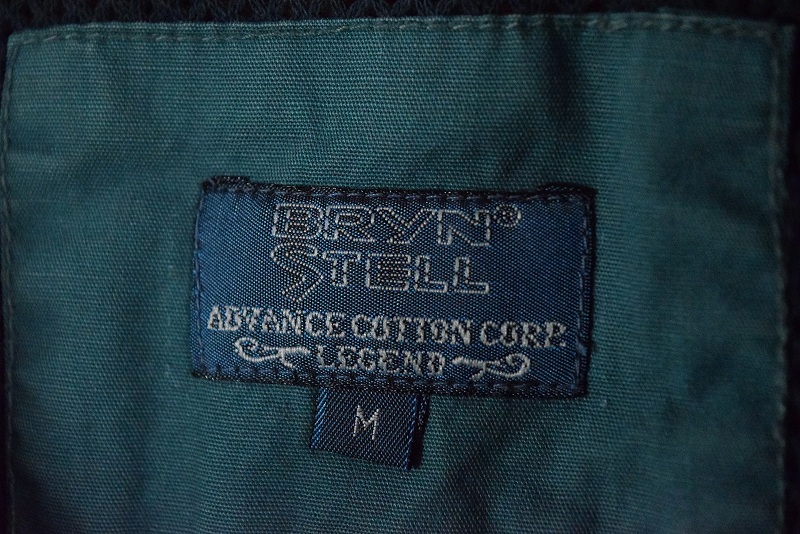 BRYN®
STELL
ADVANCE COTTON CORP.
LEGEND
M